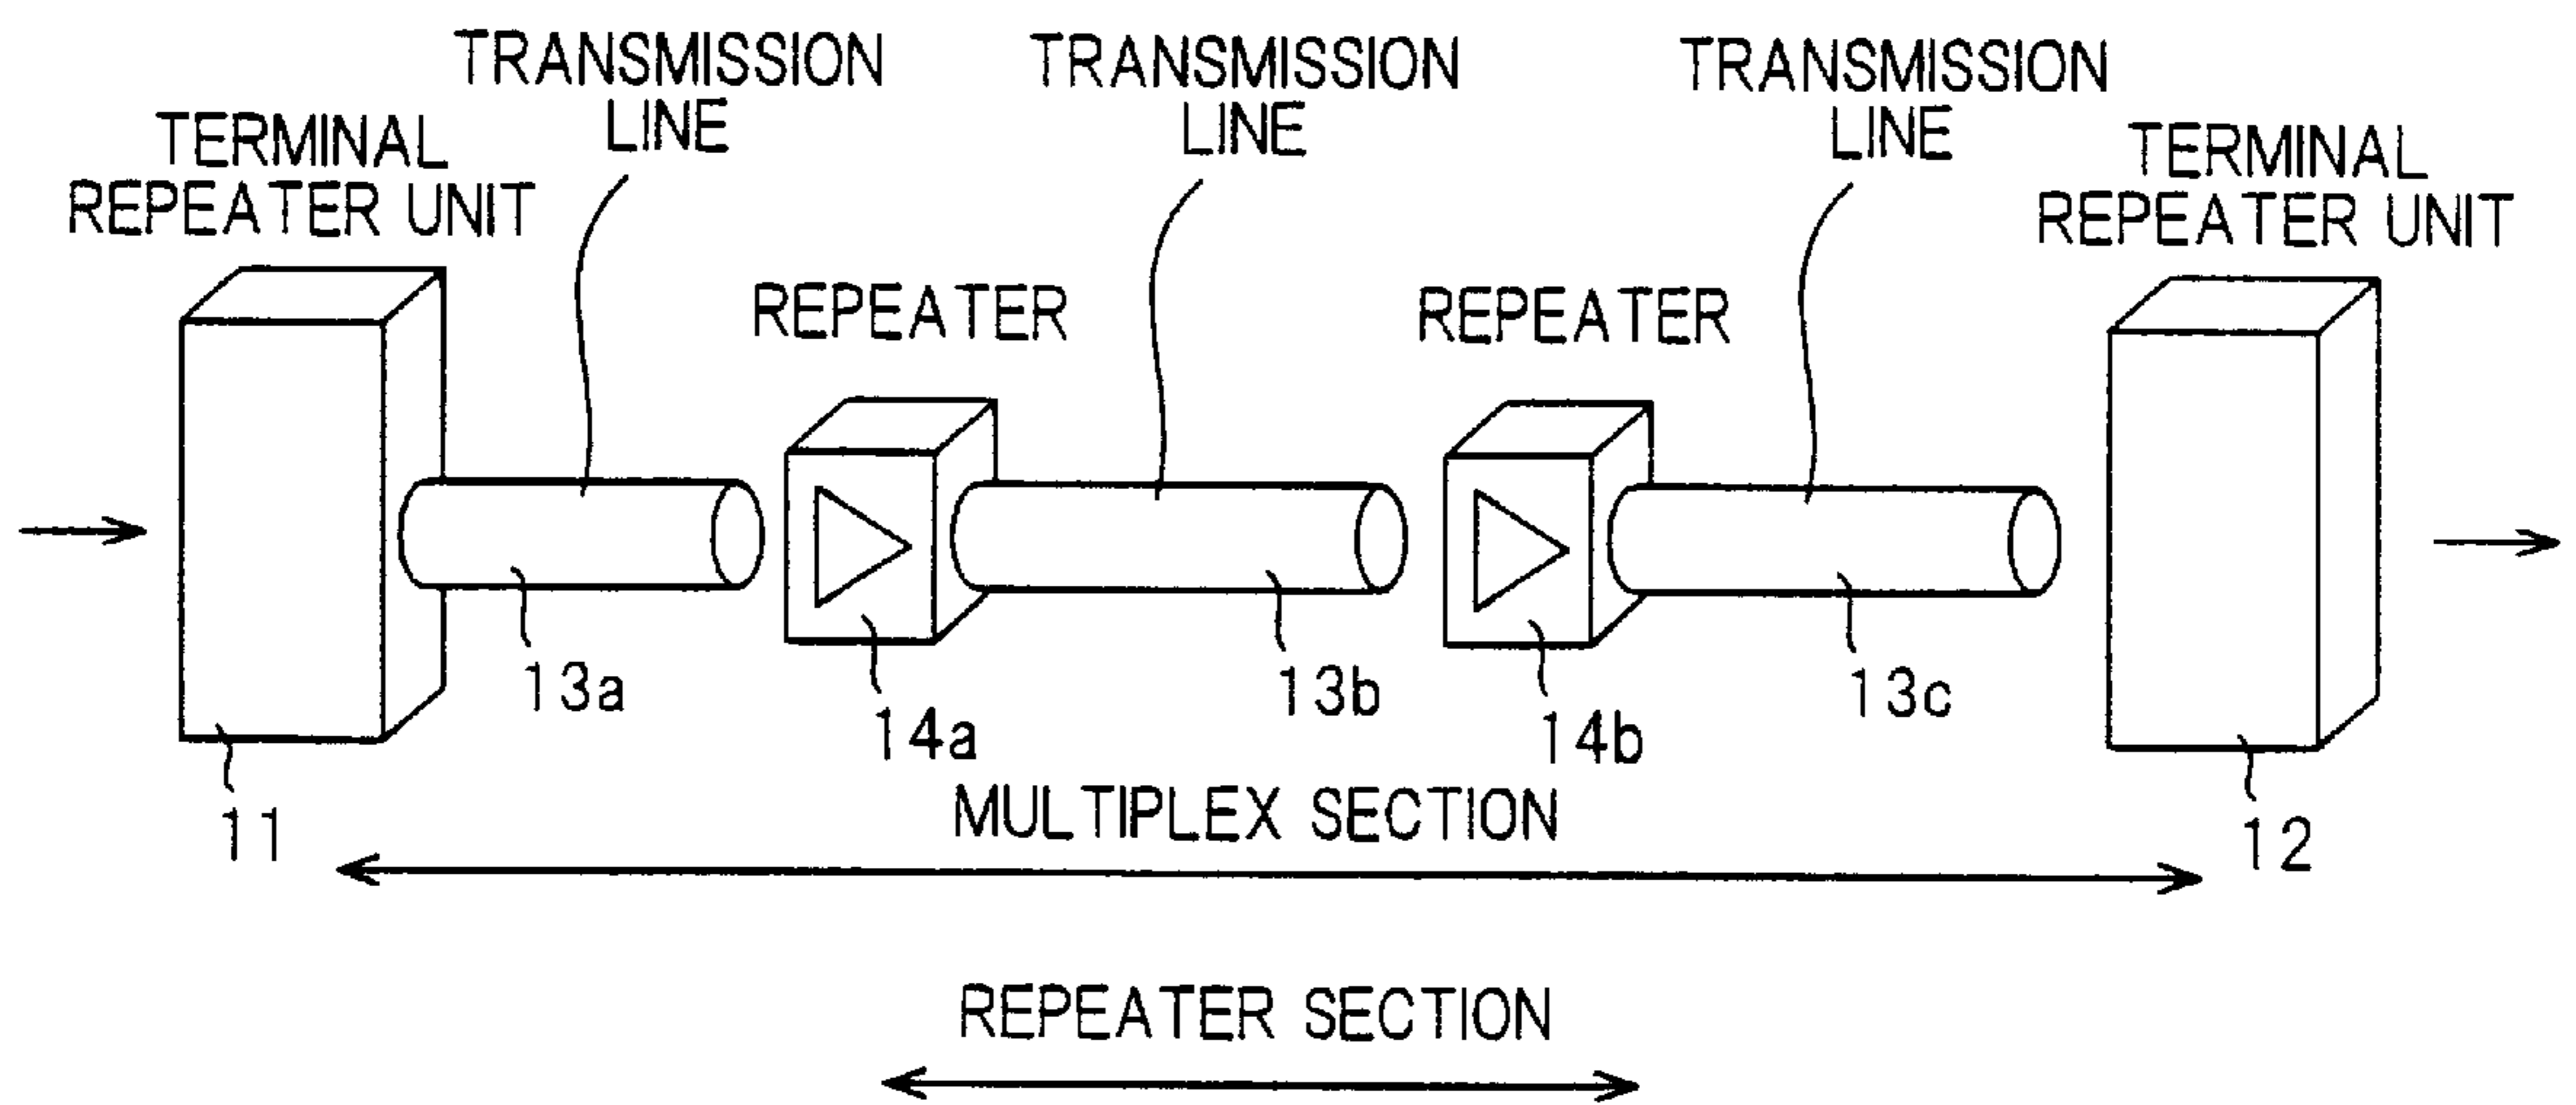 TRANSMISSION
LINE
TRANSMISSION
LINE
TRANSMISSION
LINE
TERMINAL
REPEATER UNIT
TERMINAL
REPEATER UNIT
REPEATER
REPEATER
13a
13b
13c
14a
14b
11
12
MULTIPLEX SECTION
REPEATER SECTION